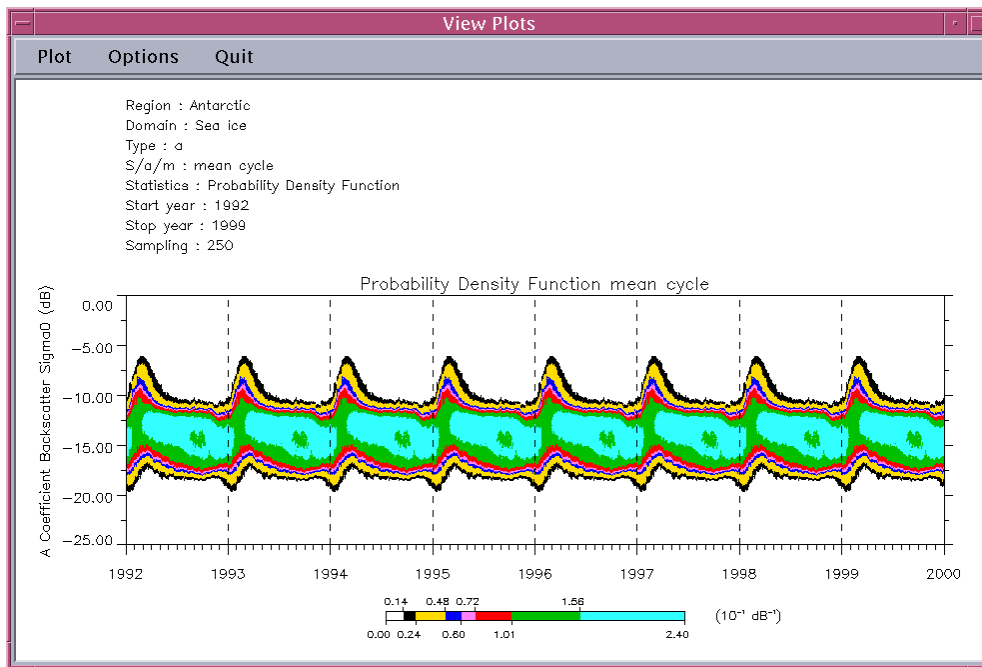 View Plots
Plot Options Quit
Region : Antarctic
Domain : Sea ice
Type : a
S/a/m : mean cycle
Statistics : Probability Density Function
Start year : 1992
Stop year : 1999
Sampling : 250
Probability Density Function mean cycle
A Coefficient Backscatter Sigma0 (dB)
0.00
-5.00
-10.00
-15.00
-20.00
-25.00
1992 1993 1994 1995 1996 1997 1998 1999 2000
0.14 0.48 0.72 1.56
(10⁻¹ dB⁻¹)
0.00 0.24 0.60 1.01 2.40